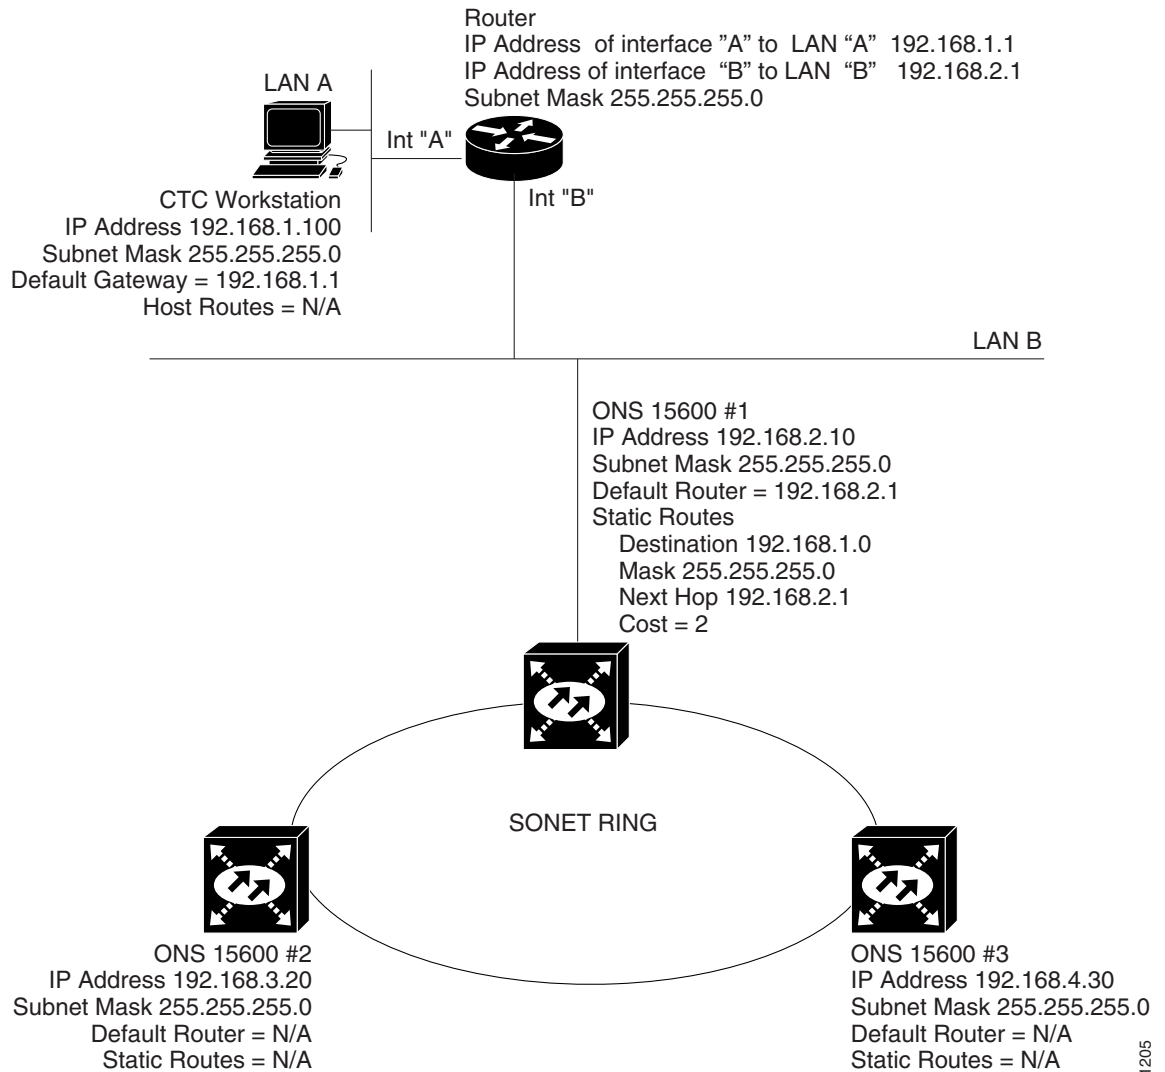 Router
IP Address of interface ”A” to LAN “A” 192.168.1.1
IP Address of interface “B” to LAN “B” 192.168.2.1
Subnet Mask 255.255.255.0
LAN A
Int "A"
Int "B"
CTC Workstation
IP Address 192.168.1.100
Subnet Mask 255.255.255.0
Default Gateway = 192.168.1.1
Host Routes = N/A
LAN B
ONS 15600 #1
IP Address 192.168.2.10
Subnet Mask 255.255.255.0
Default Router = 192.168.2.1
Static Routes
Destination 192.168.1.0
Mask 255.255.255.0
Next Hop 192.168.2.1
Cost = 2
SONET RING
ONS 15600 #2
IP Address 192.168.3.20
Subnet Mask 255.255.255.0
Default Router = N/A
Static Routes = N/A
ONS 15600 #3
IP Address 192.168.4.30
Subnet Mask 255.255.255.0
Default Router = N/A
Static Routes = N/A